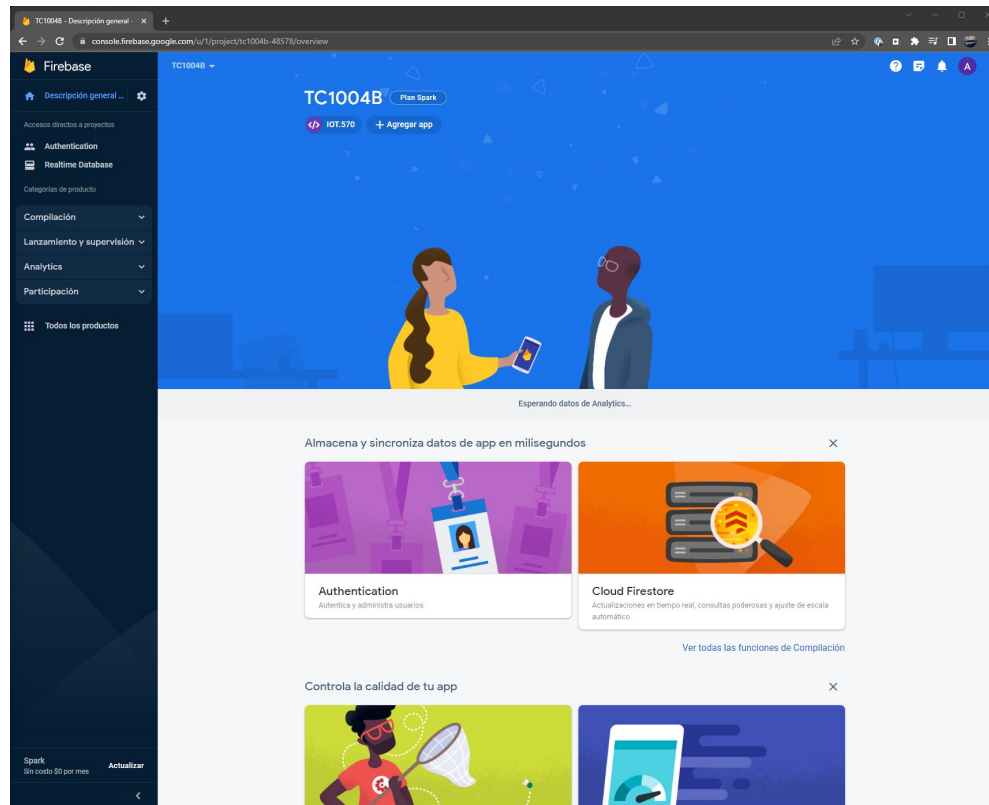 TC1004B - Descripción general -
console.firebase.google.com/u/1/project/tc1004b-48578/overview
Firebase
Descripción general ...
Accesos directos a proyectos
Authentication
Realtime Database
Categorías de producto
Compilación
Lanzamiento y supervisión
Analytics
Participación
Todos los productos
Spark
Sin costo $0 por mes
Actualizar
TC1004B
A
TC1004B Plan Spark
IOT.570 + Agregar app
Esperando datos de Analytics...
Almacena y sincroniza datos de app en milisegundos
Authentication
Autentica y administra usuarios
Cloud Firestore
Actualizaciones en tiempo real, consultas poderosas y ajuste de escala
automático
Ver todas las funciones de Compilación
Controla la calidad de tu app